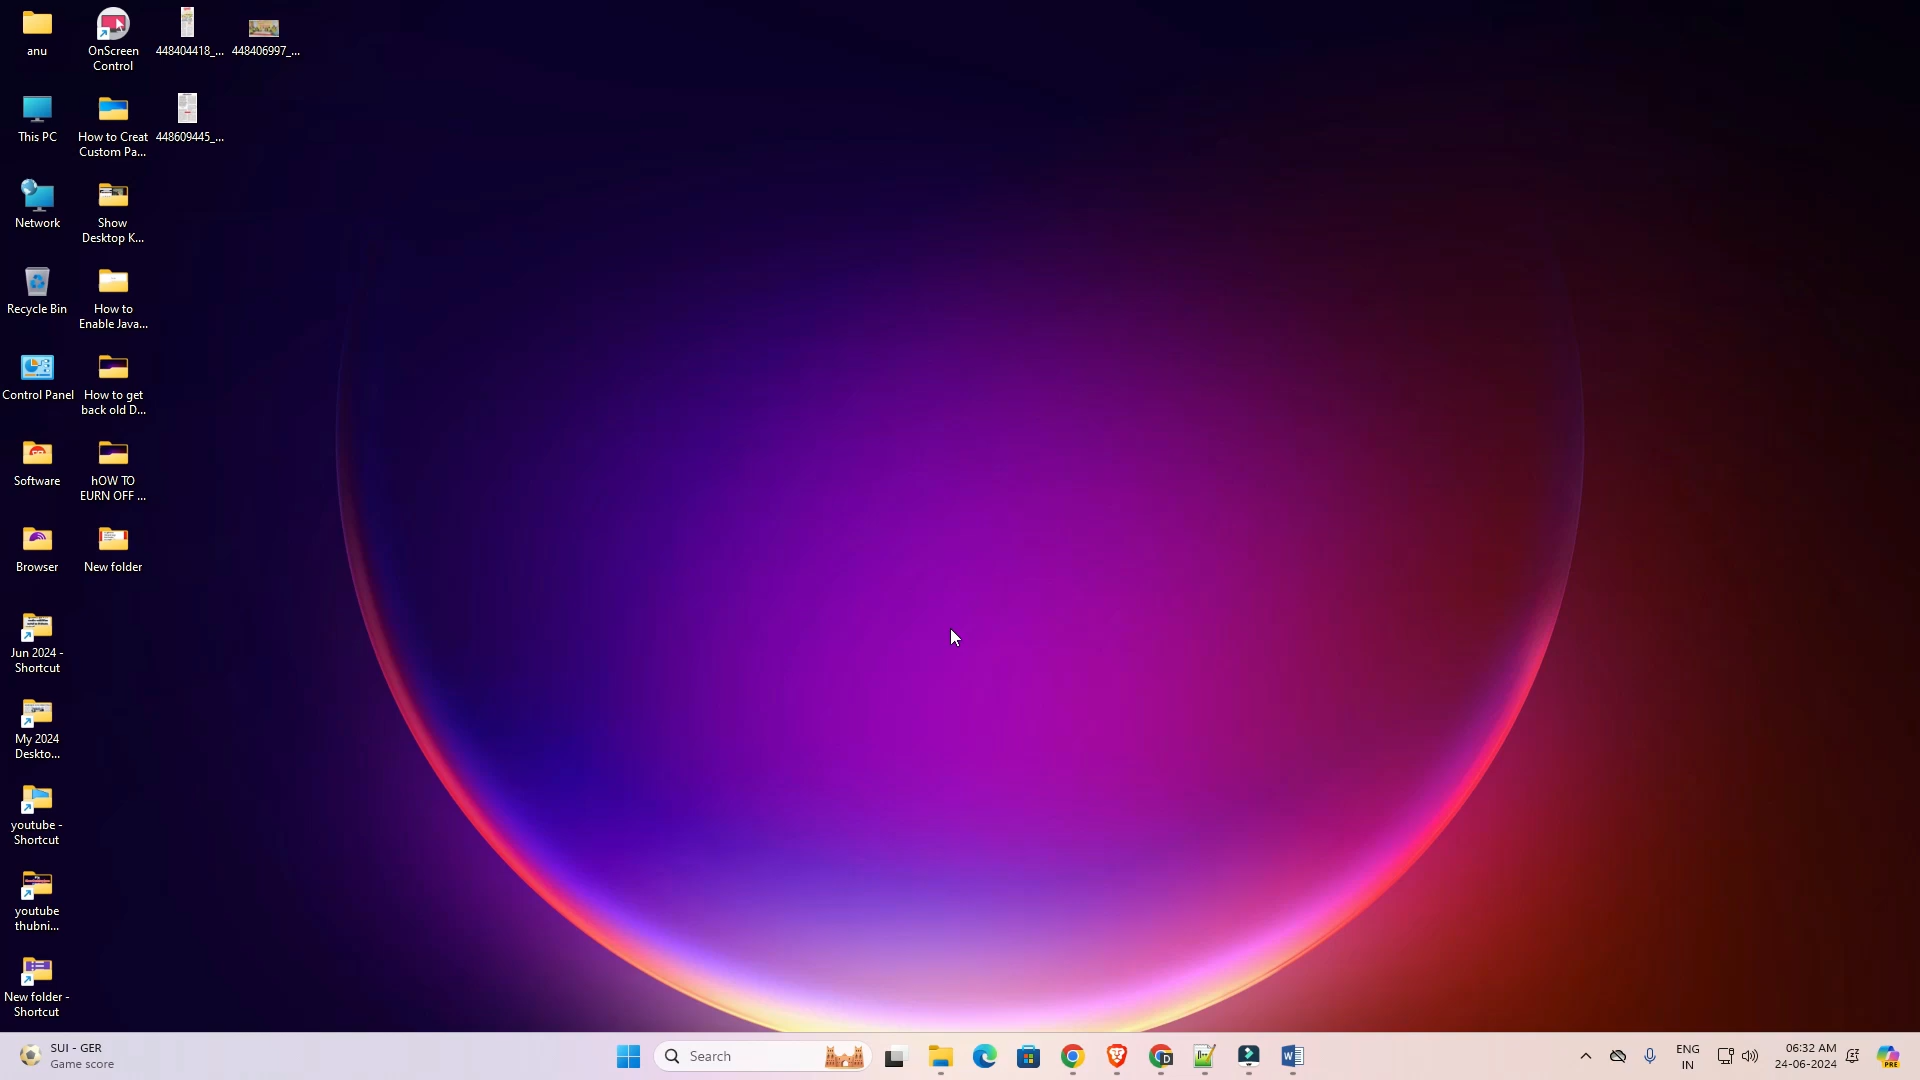 anu
OnScreen
Control
448404418_...
448406997_...
This PC
How to Creat
Custom Pa...
448609445_...
Network
Show
Desktop K...
Recycle Bin
How to
Enable Java...
Control Panel
How to get
back old D...
Software
hOW TO
EURN OFF ...
Browser
New folder
Jun 2024 -
Shortcut
My 2024
Deskto...
youtube -
Shortcut
youtube
thubni...
New folder -
Shortcut
SUI - GER
Game score
Search
ENG
IN
06:32 AM
24-06-2024
PRE